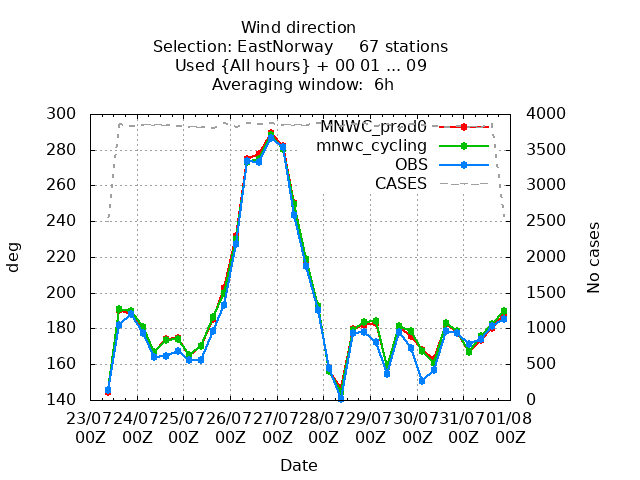 Wind direction
Selection: EastNorway 67 stations
Used {All hours} + 00 01 ... 09
Averaging window: 6h
300 4000
280 3500
260 3000
240 2500
220 2000
200 1500
180 1000
160 500
140 0
MNWC_prod0
mnwc_cycling
OBS
CASES
deg
No cases
23/07 24/07 25/07 26/07 27/07 28/07 29/07 30/07 31/07 01/08
00Z 00Z 00Z 00Z 00Z 00Z 00Z 00Z 00Z 00Z
Date